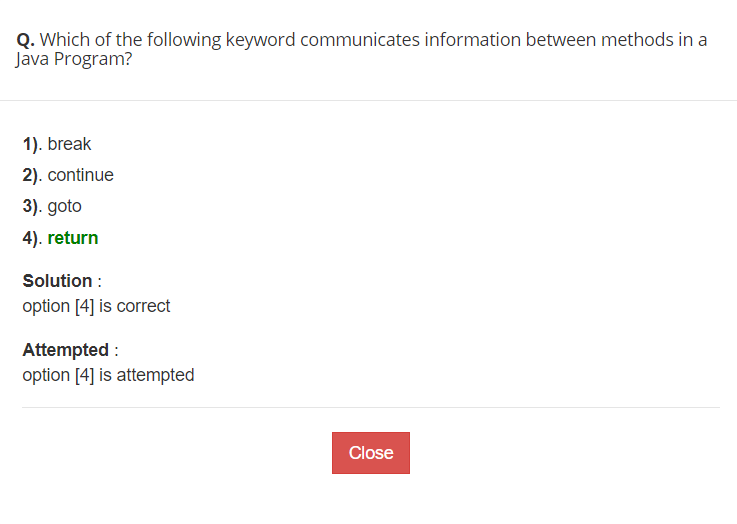 Q. Which of the following keyword communicates information between methods in a
Java Program?
1). break
2). continue
3). goto
4). return
Solution :
option [4] is correct
Attempted :
option [4] is attempted
Close